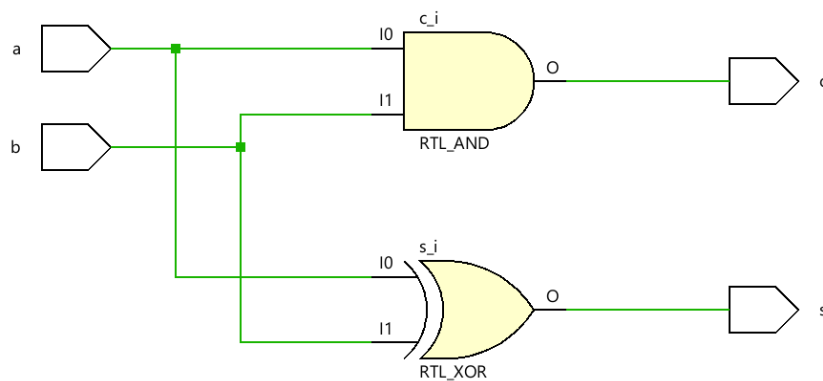 c_i
a
I0
O
c
I1
b
RTL_AND
s_i
I0
O
s
I1
RTL_XOR